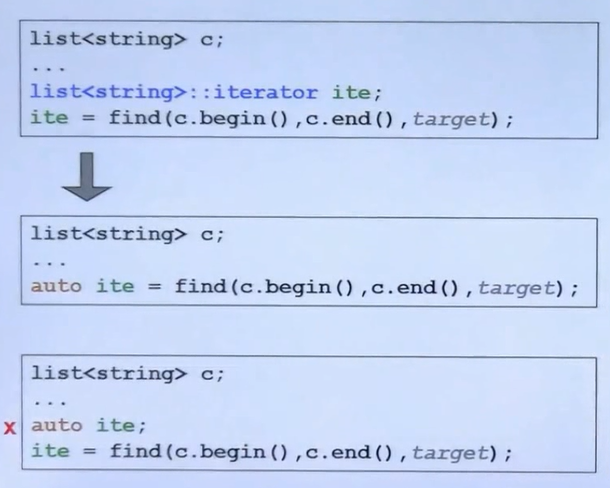 list<string> c;
...
list<string>::iterator ite;
ite = find(c.begin(),c.end(),target);
list<string> c;
...
auto ite = find(c.begin(),c.end(),target);
list<string> c;
...
x auto ite;
ite = find(c.begin(),c.end(),target);